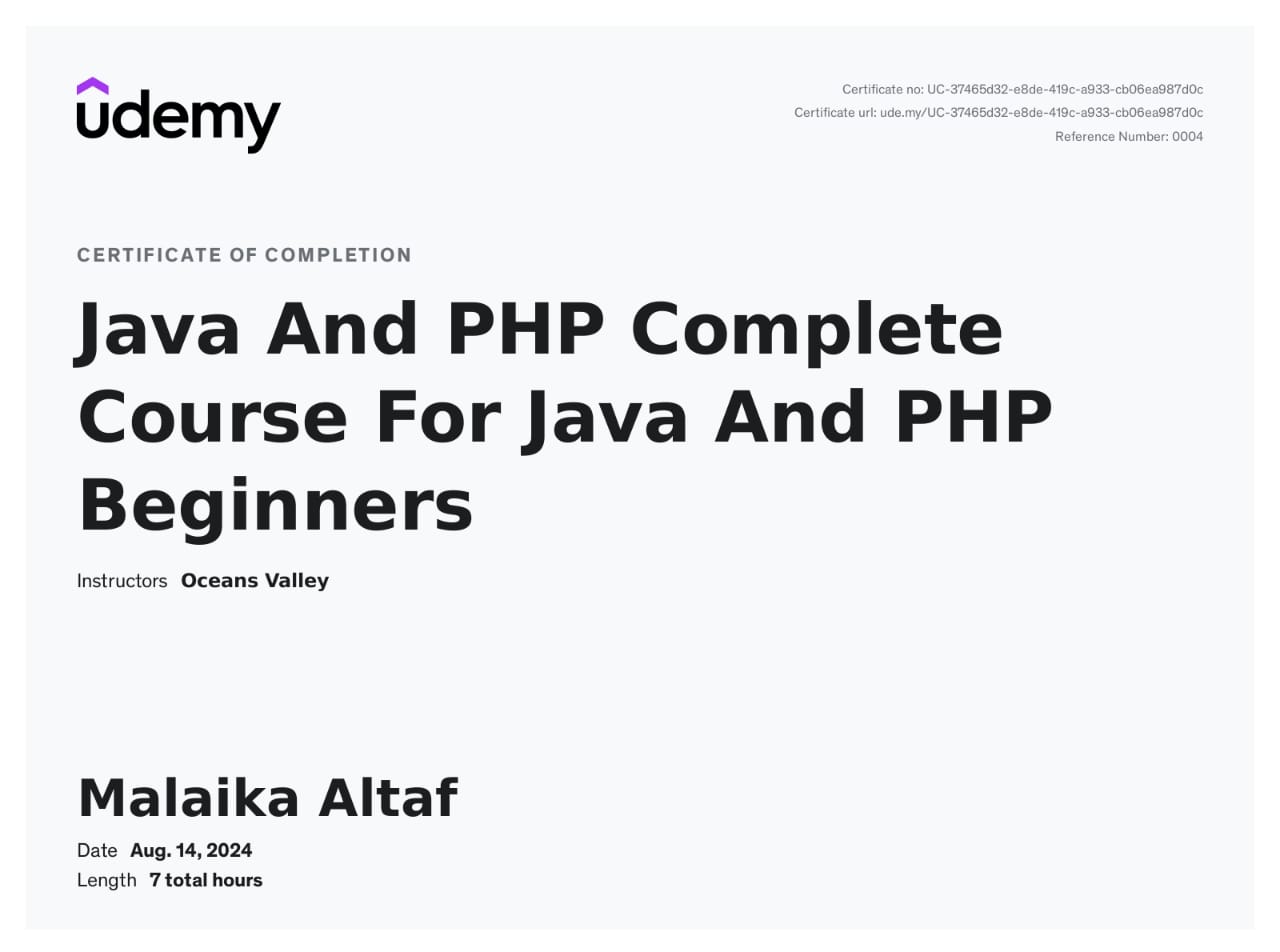 udemy
Certificate no: UC-37465d32-e8de-419c-a933-cb06ea987d0c
Certificate url: ude.my/UC-37465d32-e8de-419c-a933-cb06ea987d0c
Reference Number: 0004
CERTIFICATE OF COMPLETION
Java And PHP Complete
Course For Java And PHP
Beginners
Instructors Oceans Valley
Malaika Altaf
Date Aug. 14, 2024
Length 7 total hours